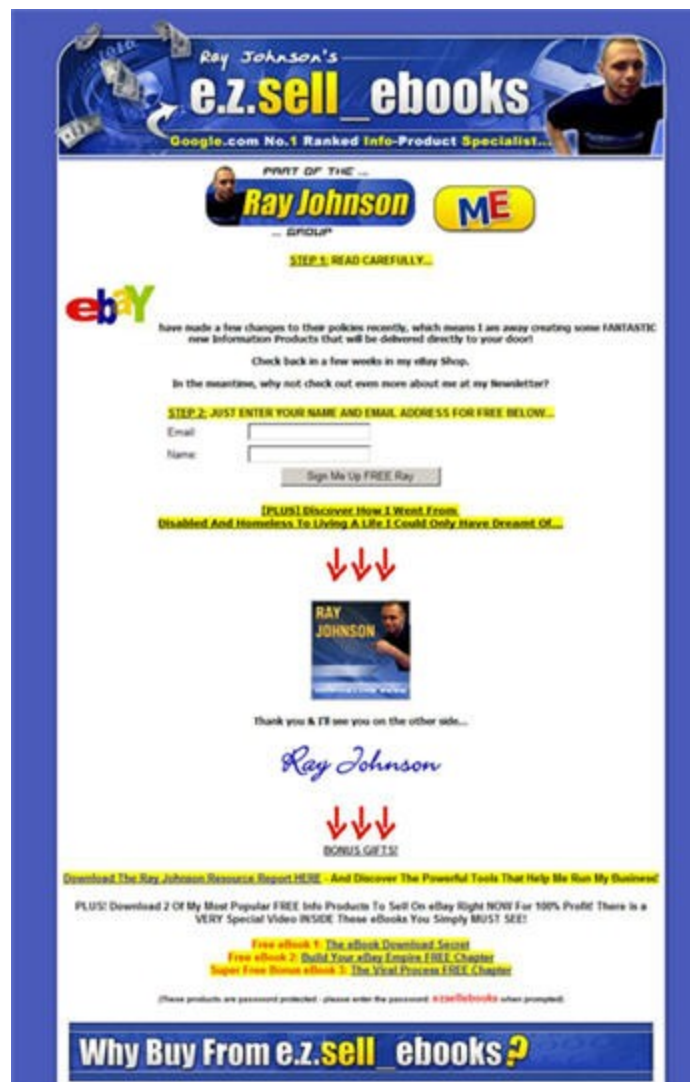 Ray Johnson's
e.z.sell_ebooks
Google.com No.1 Ranked Info-Product Specialist...
PART OF THE ...
Ray Johnson
ME
... GROUP
STEP 1: READ CAREFULLY...
ebaY
have made a few changes to their policies recently, which means I am away creating some FANTASTIC
new Information Products that will be delivered directly to your door!
Check back in a few weeks in my eBay Shop.
In the meantime, why not check out even more about me at my Newsletter?
STEP 2: JUST ENTER YOUR NAME AND EMAIL ADDRESS FOR FREE BELOW...
Email:
Name:
Sign Me Up FREE Ray
[PLUS] Discover How I Went From
Disabled And Homeless To Living A Life I Could Only Have Dreamt Of...
RAY
JOHNSON
Thank you & I'll see you on the other side...
Ray Johnson
BONUS GIFTS!
Download The Ray Johnson Resource Report HERE - And Discover The Powerful Tools That Help Me Run My Business!
PLUS! Download 2 Of My Most Popular FREE Info Products To Sell On eBay Right NOW For 100% Profit! There is a
VERY Special Video INSIDE These eBooks You Simply MUST SEE!
Free eBook 1: The eBook Download Secret
Free eBook 2: Build Your eBay Empire FREE Chapter
Super Free Bonus eBook 3: The Viral Process FREE Chapter
(These products are password protected - please enter the password: ezsellebooks when prompted)
Why Buy From e.z.sell_ebooks?